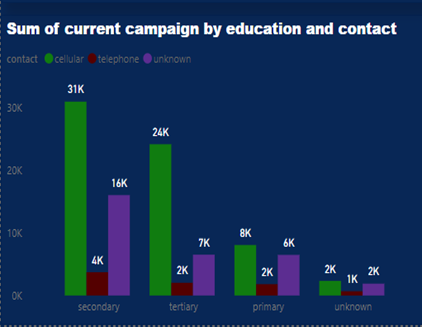 Sum of current campaign by education and contact
contact cellular telephone unknown
31K
30K
24K
20K
16K
10K
8K
7K
6K
4K
2K
2K
2K
1K
2K
0K
secondary tertiary primary unknown